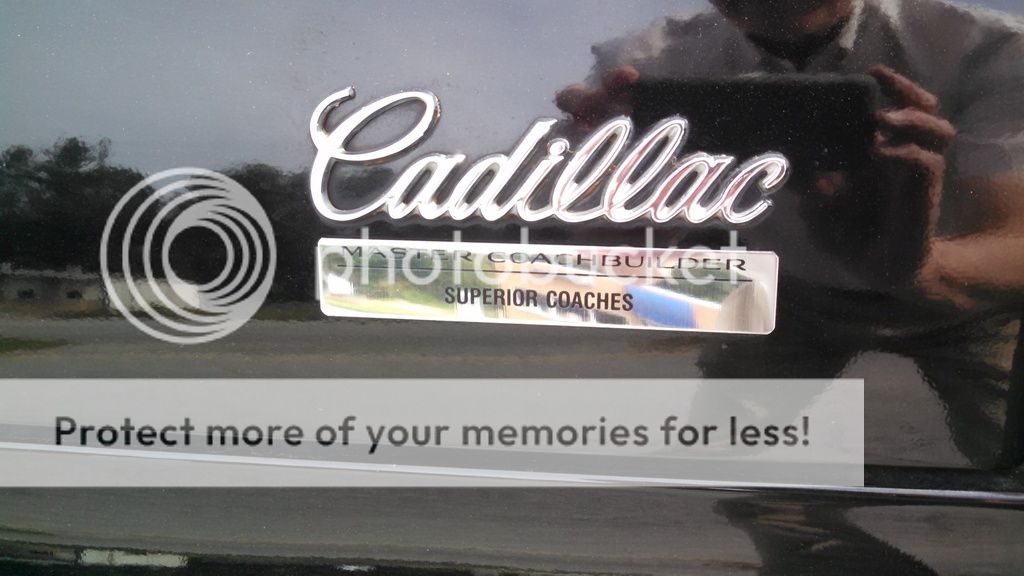 Cadillac
photobucket
MASTER COACHBUILDER
SUPERIOR COACHES
Protect more of your memories for less!